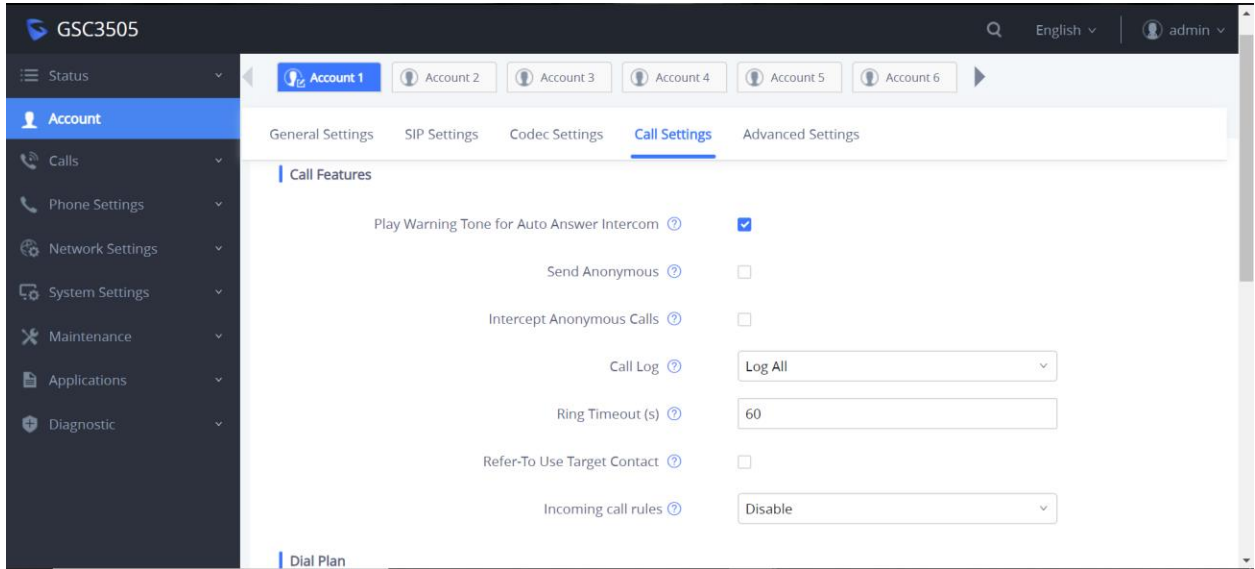 GSC3505
English
admin
Status
Account
Calls
Phone Settings
Network Settings
System Settings
Maintenance
Applications
Diagnostic
Account 1 Account 2 Account 3 Account 4 Account 5 Account 6
General Settings SIP Settings Codec Settings Call Settings Advanced Settings
Call Features
Play Warning Tone for Auto Answer Intercom ?
Send Anonymous ?
Intercept Anonymous Calls ?
Call Log ? Log All
Ring Timeout (s) ? 60
Refer-To Use Target Contact ?
Incoming call rules ? Disable
Dial Plan